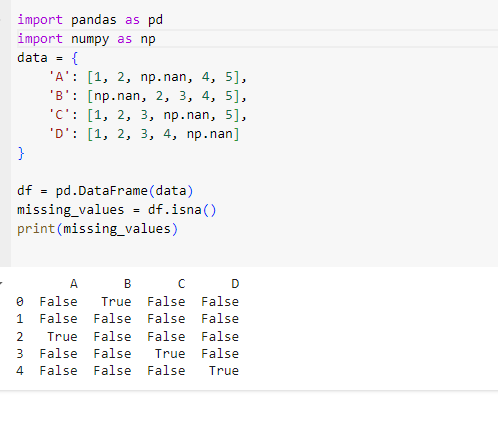 import pandas as pd
import numpy as np
data = {
    'A': [1, 2, np.nan, 4, 5],
    'B': [np.nan, 2, 3, 4, 5],
    'C': [1, 2, 3, np.nan, 5],
    'D': [1, 2, 3, 4, np.nan]
}
df = pd.DataFrame(data)
missing_values = df.isna()
print(missing_values)
       A      B      C      D
0  False   True  False  False
1  False  False  False  False
2   True  False  False  False
3  False  False   True  False
4  False  False  False   True